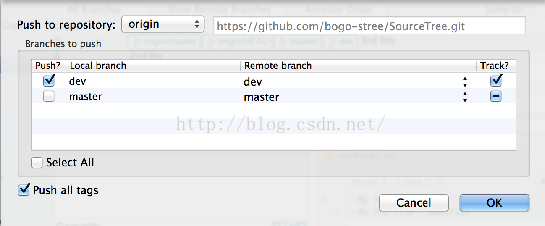 Push to repository: origin https://github.com/bogo-stree/SourceTree.git
Branches to push
Push? Local branch Remote branch Track?
dev dev
master master
http://blog.csdn.net/
Select All
Push all tags
Cancel OK